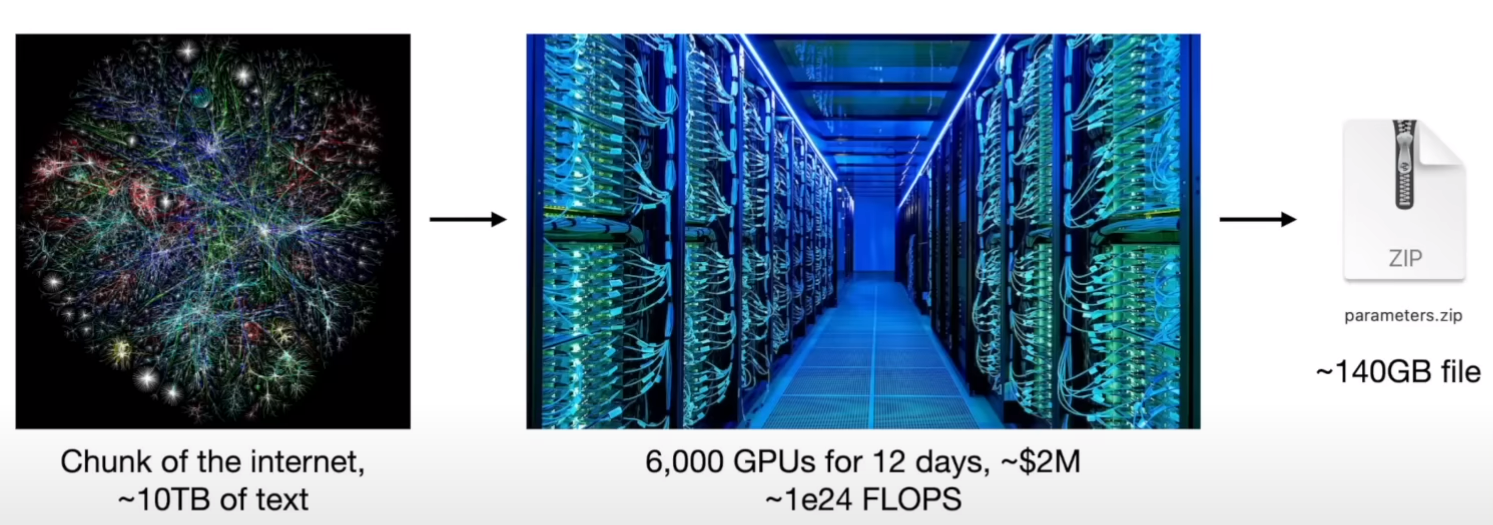 Chunk of the internet,
~10TB of text
6,000 GPUs for 12 days, ~$2M
~1e24 FLOPS
ZIP
parameters.zip
~140GB file